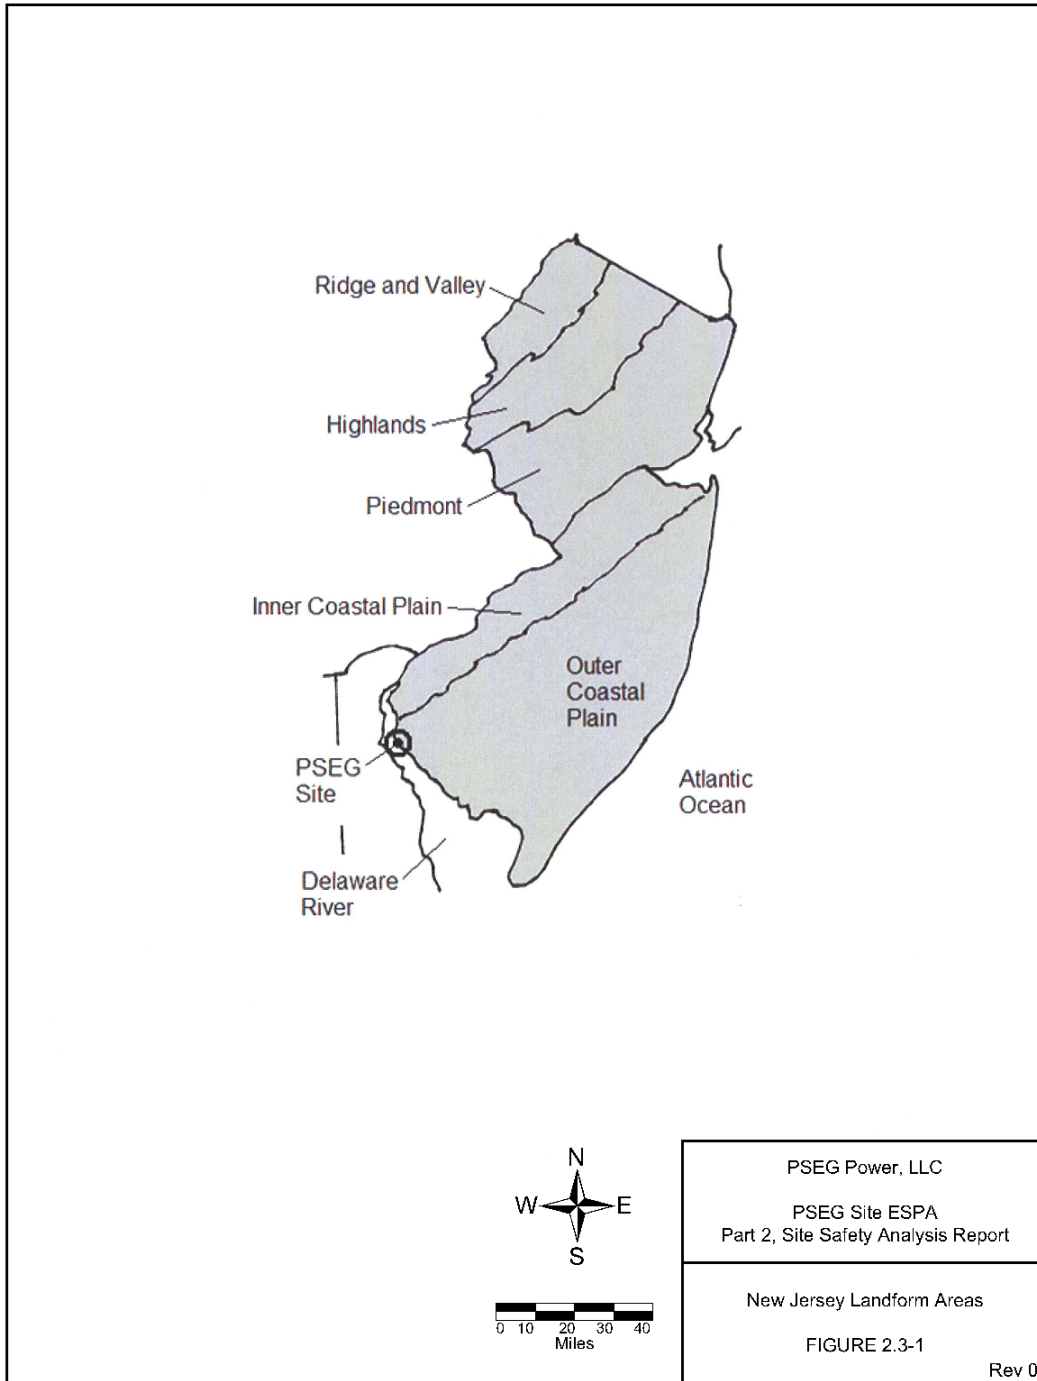 Ridge and Valley
Highlands
Piedmont
Inner Coastal Plain
Outer
Coastal
Plain
PSEG
Site
Atlantic
Ocean
Delaware
River
N
W E
S
0 10 20 30 40
Miles
PSEG Power, LLC
PSEG Site ESPA
Part 2, Site Safety Analysis Report
New Jersey Landform Areas
FIGURE 2.3-1
Rev 0